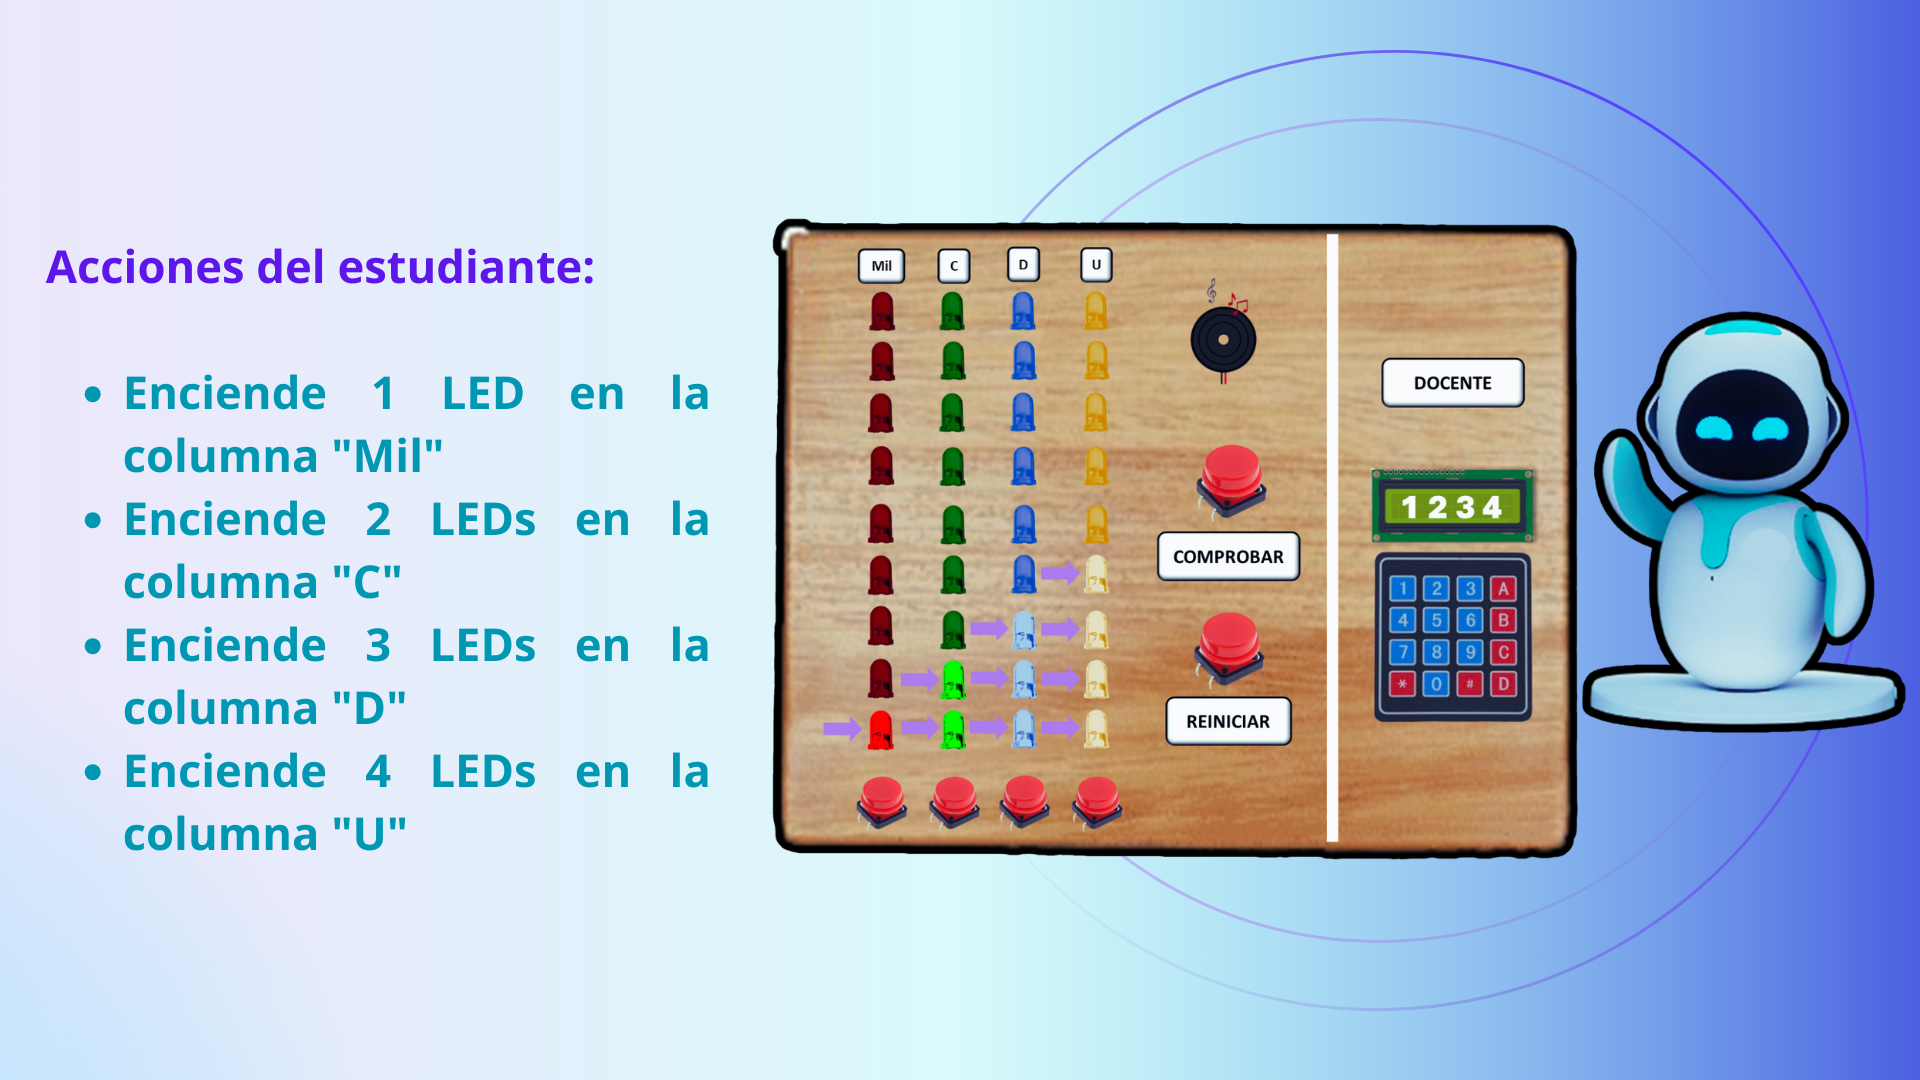 Acciones del estudiante:
• Enciende 1 LED en la
columna "Mil"
• Enciende 2 LEDs en la
columna "C"
• Enciende 3 LEDs en la
columna "D"
• Enciende 4 LEDs en la
columna "U"
Mil C D U
COMPROBAR
REINICIAR
DOCENTE
1234
1 2 3 A
4 5 6 B
7 8 9 C
* 0 # D